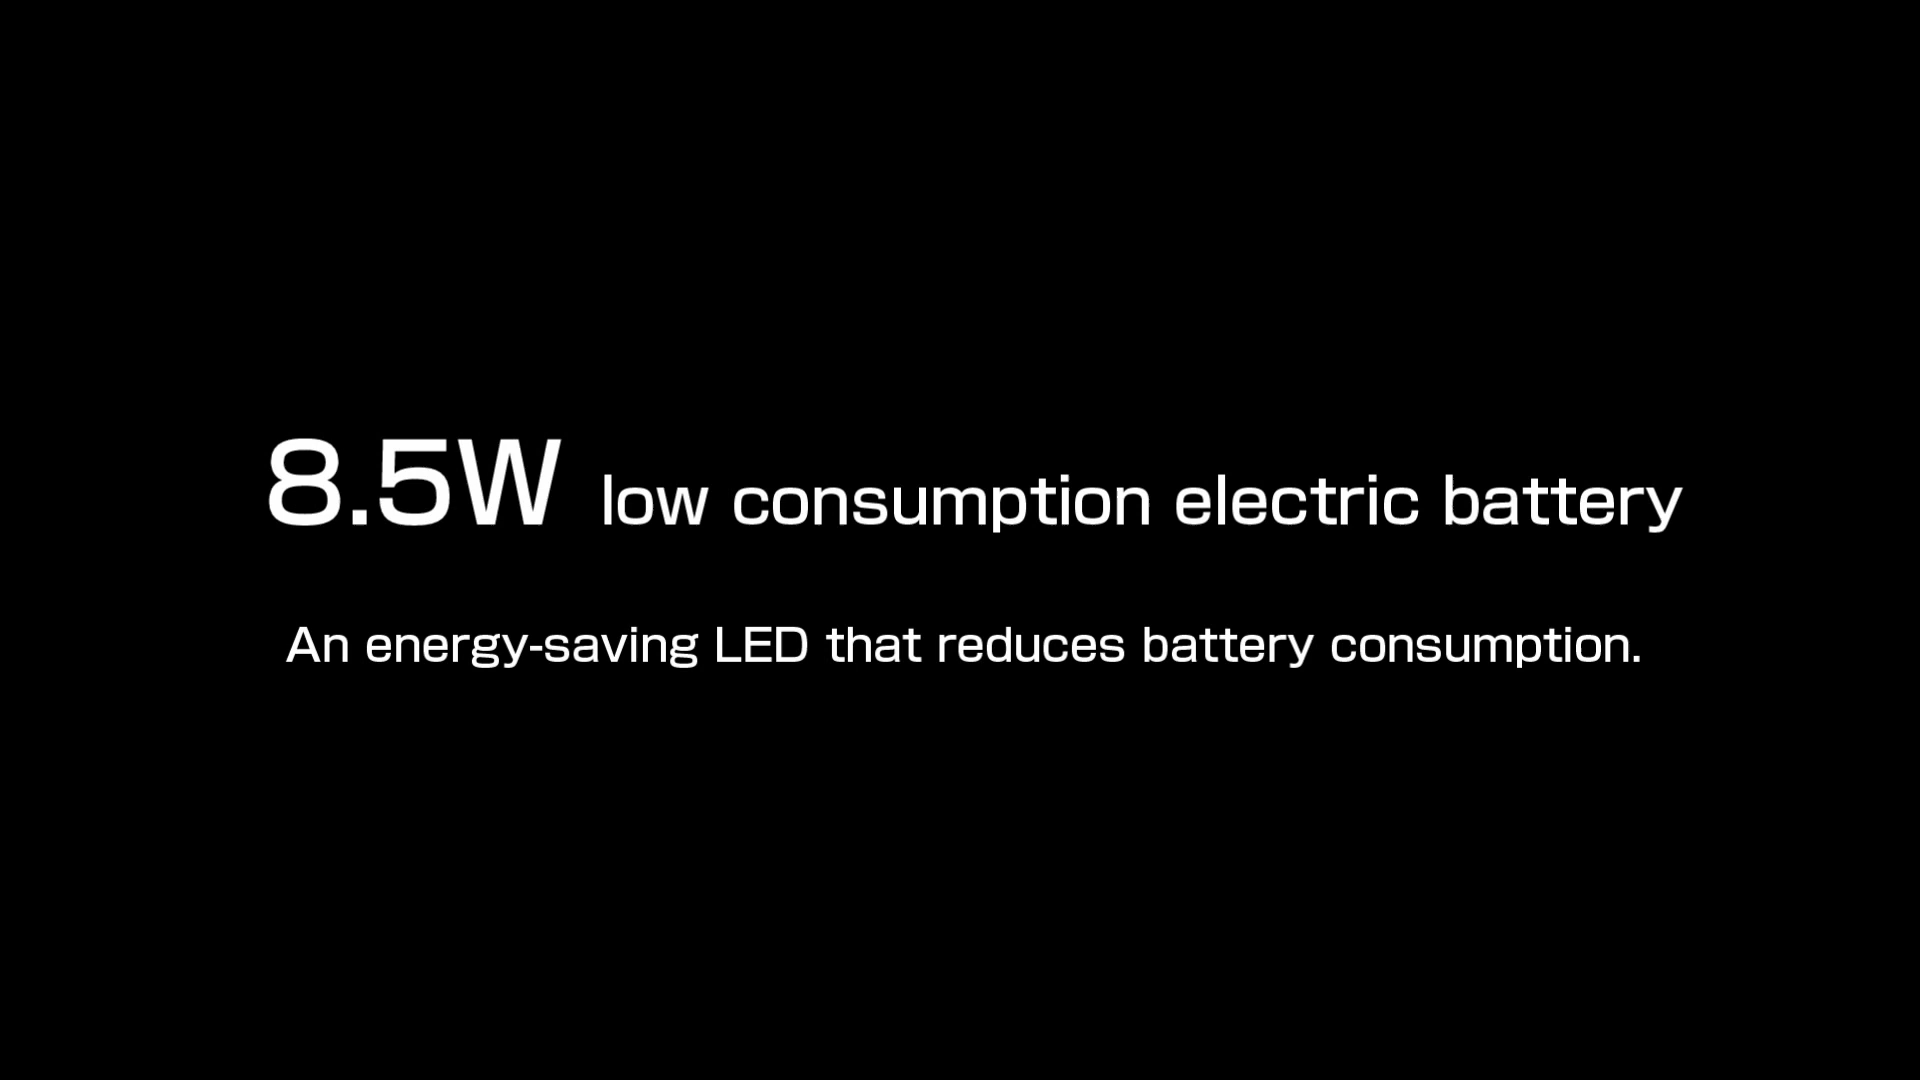 8.5W low consumption electric battery
An energy-saving LED that reduces battery consumption.